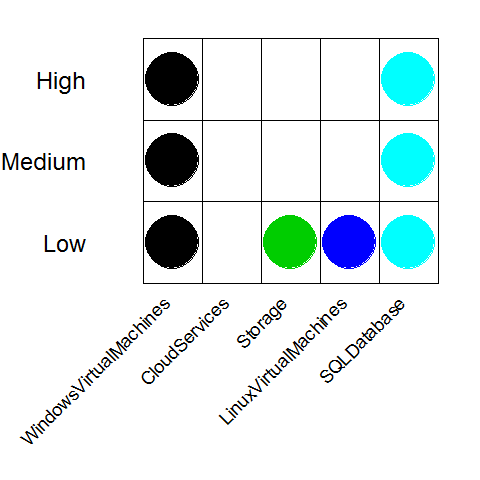 High
Medium
Low
WindowsVirtualMachines
CloudServices
Storage
LinuxVirtualMachines
SQLDatabase